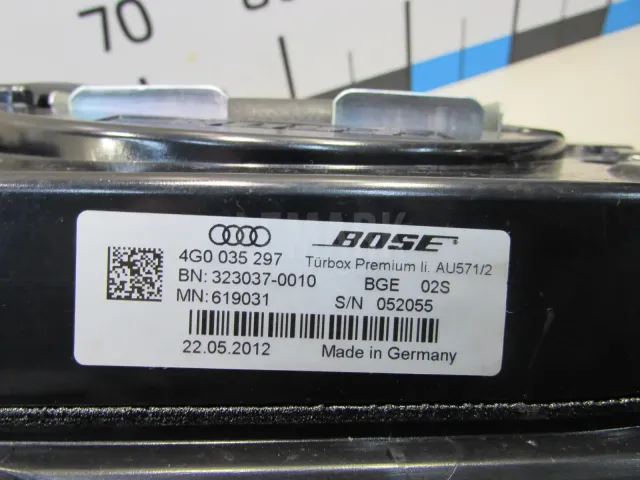 70
80
BOSE
4G0 035 297
Türbox Premium li. AU571/2
BN: 323037-0010
BGE 02S
MN: 619031
S/N 052055
22.05.2012
Made in Germany